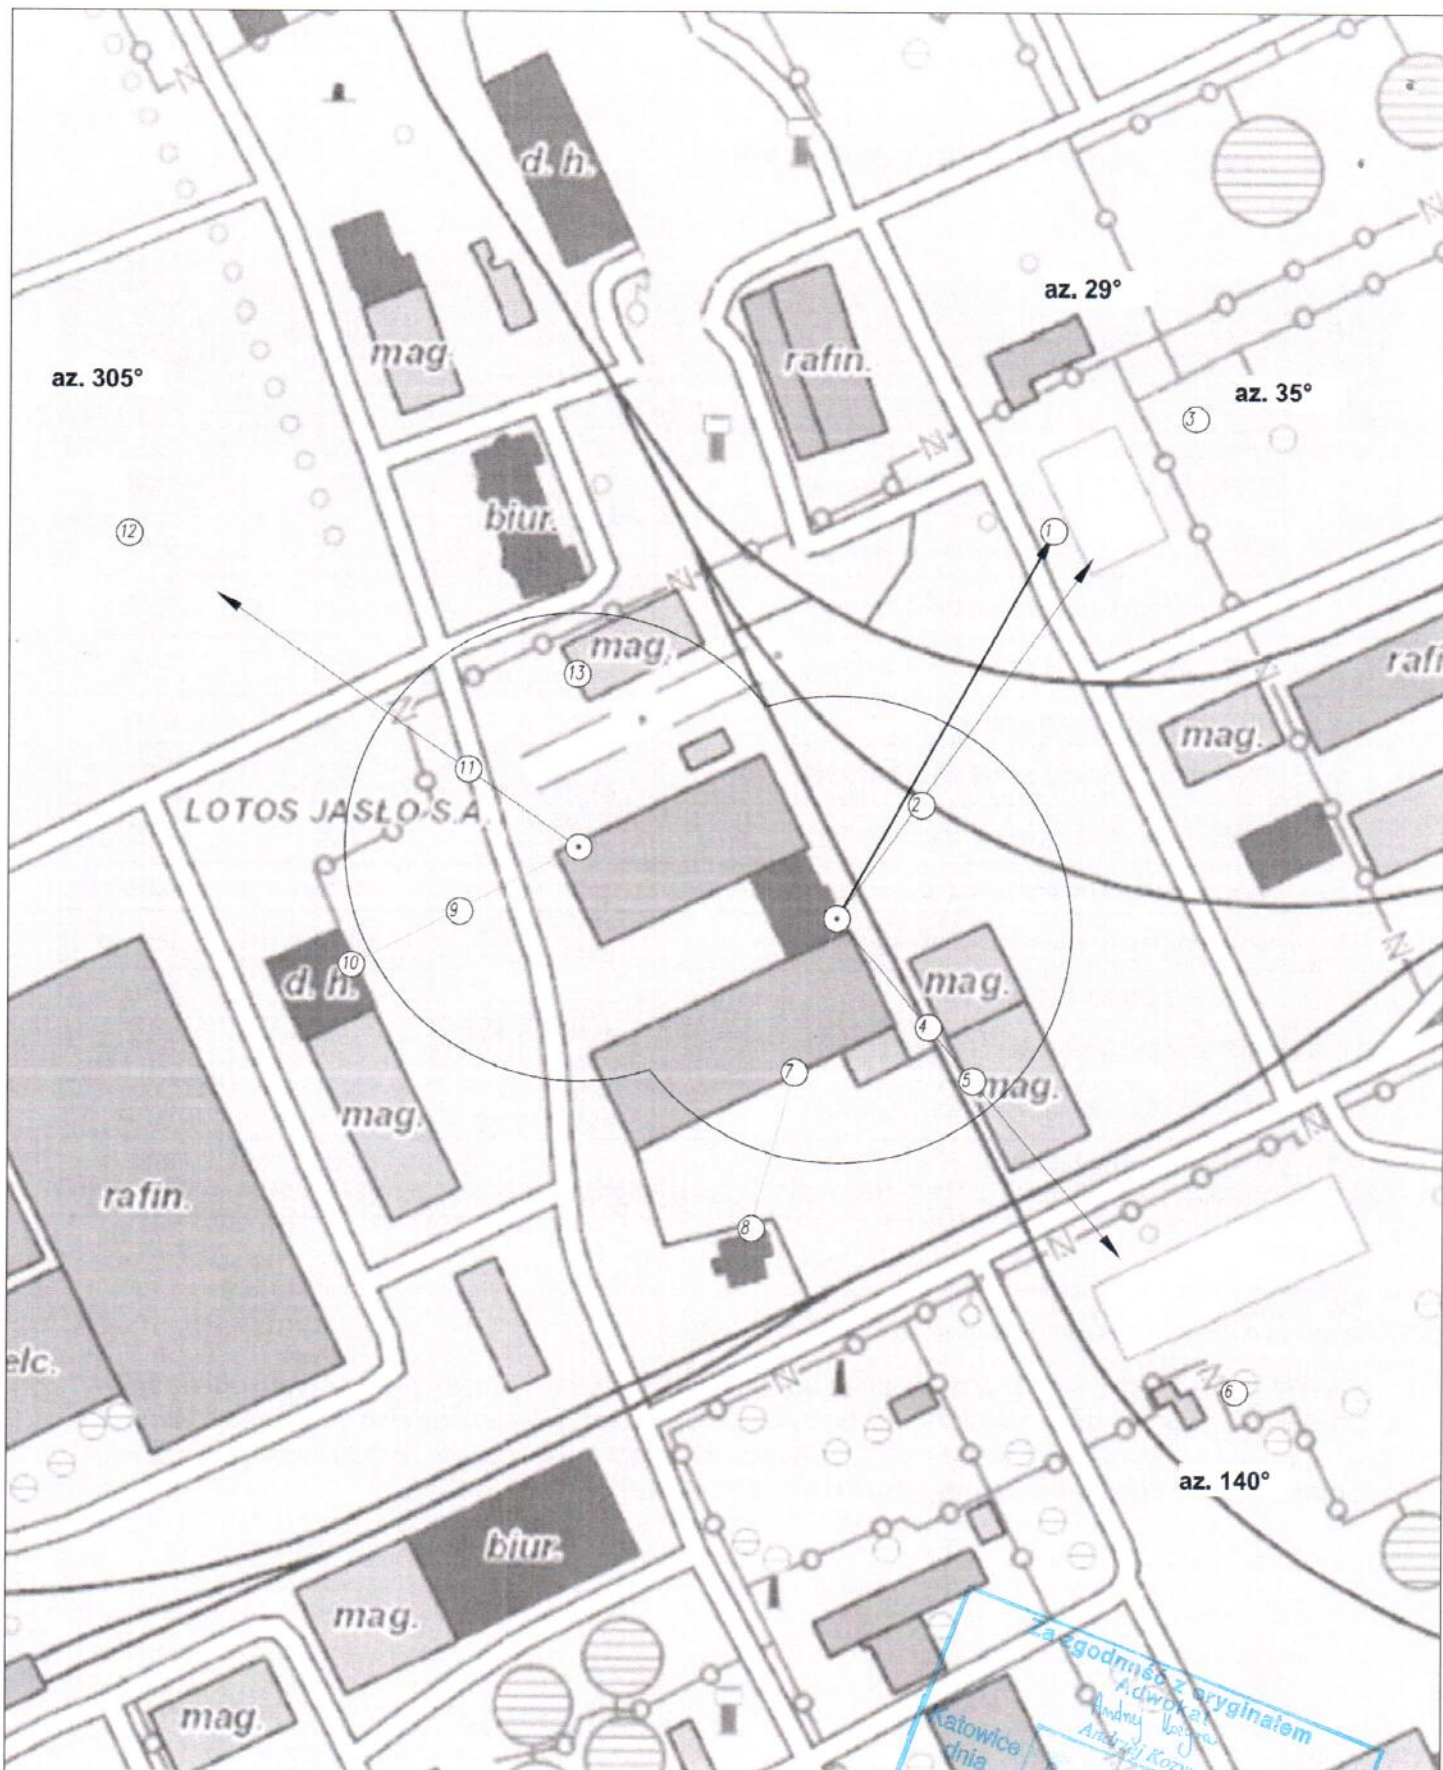 d. h.
az. 29°
mag.
rafin.
az. 305°
az. 35°
3
biur.
12
1
N
mag.
13
rafi
mag.
11
LOTOS JASŁO S.A.
2
9
10
d. h.
mag.
4
7
5
mag.
mag.
rafin.
8
elc.
6
az. 140°
biur.
mag.
mag.
Za zgodność z oryginałem
Adwokat
Katowice
dnia